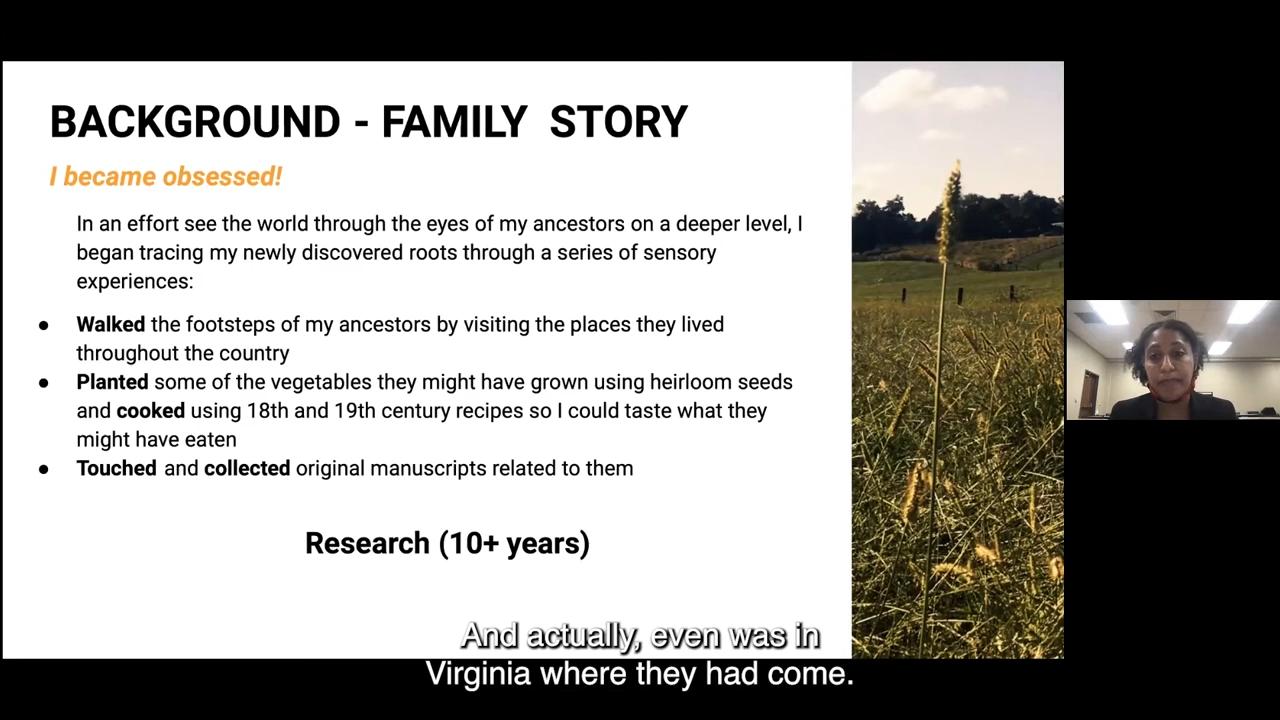 BACKGROUND - FAMILY STORY
I became obsessed!
In an effort see the world through the eyes of my ancestors on a deeper level, I
began tracing my newly discovered roots through a series of sensory
experiences:
● Walked the footsteps of my ancestors by visiting the places they lived
throughout the country
● Planted some of the vegetables they might have grown using heirloom seeds
and cooked using 18th and 19th century recipes so I could taste what they
might have eaten
● Touched and collected original manuscripts related to them
Research (10+ years)
And actually, even was in
Virginia where they had come.